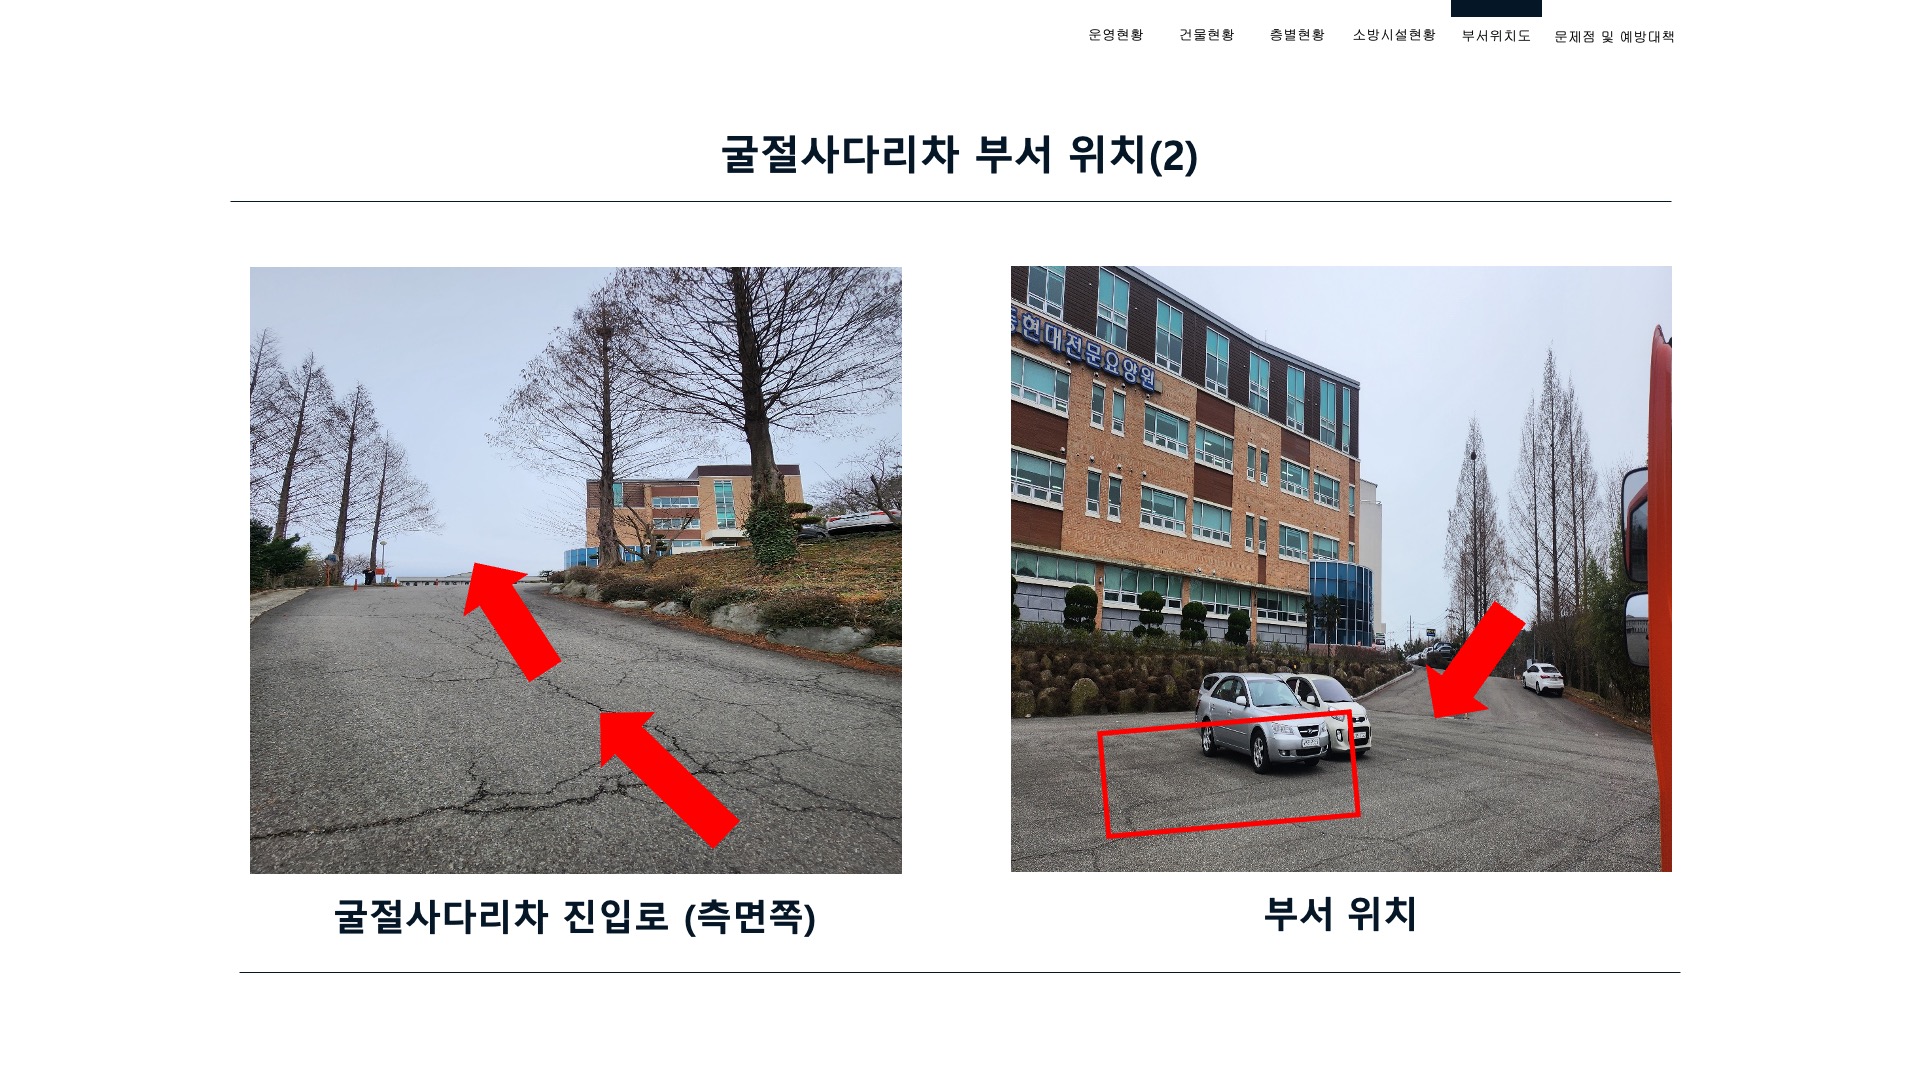 운영현황 건물현황 층별현황 소방시설현황 부서위치도 문제점 및 예방대책
굴절사다리차 부서 위치(2)
현대전문요양원
굴절사다리차 진입로 (측면쪽)
부서 위치